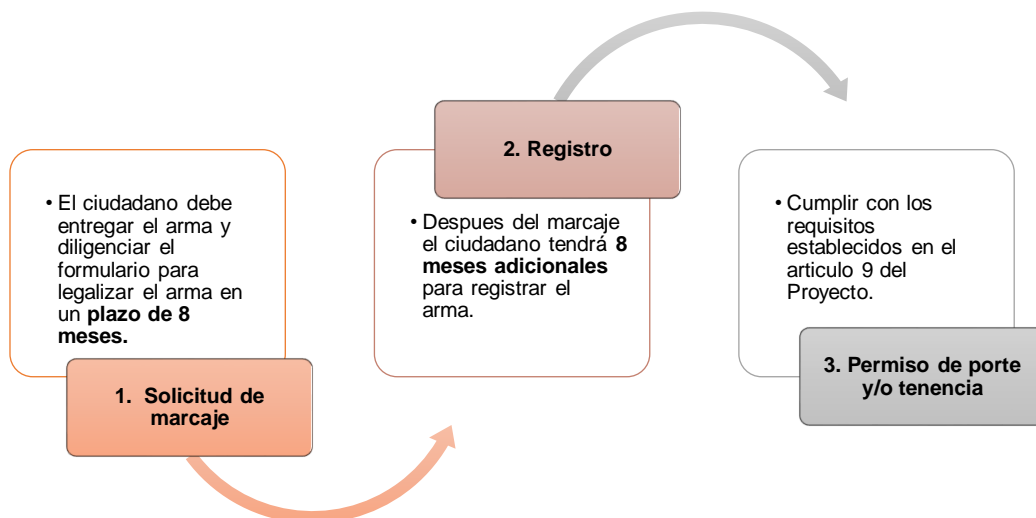 • El ciudadano debe
entregar el arma y
diligenciar el
formulario para
legalizar el arma en
un plazo de 8
meses.
1. Solicitud de
marcaje
2. Registro
• Despues del marcaje
el ciudadano tendrá 8
meses adicionales
para registrar el
arma.
• Cumplir con los
requisitos
establecidos en el
articulo 9 del
Proyecto.
3. Permiso de porte
y/o tenencia